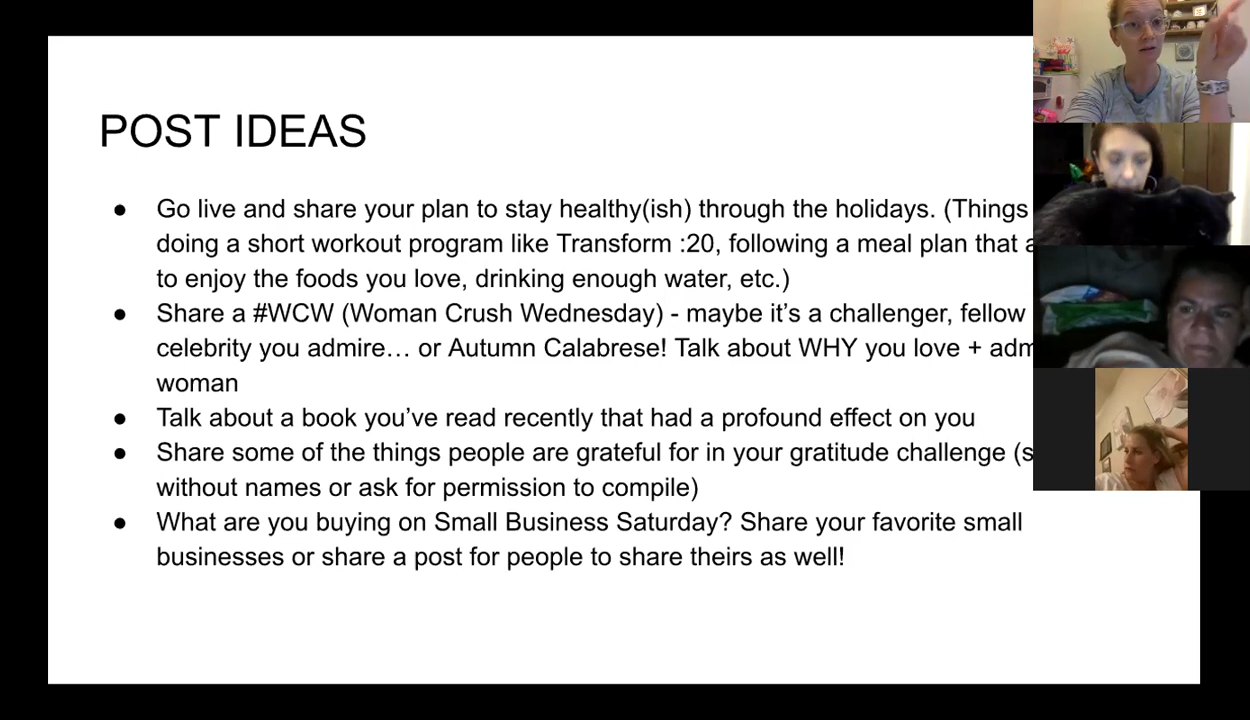 POST IDEAS
● Go live and share your plan to stay healthy(ish) through the holidays. (Things
doing a short workout program like Transform :20, following a meal plan that
to enjoy the foods you love, drinking enough water, etc.)
● Share a #WCW (Woman Crush Wednesday) - maybe it’s a challenger, fellow
celebrity you admire… or Autumn Calabrese! Talk about WHY you love + adm
woman
● Talk about a book you’ve read recently that had a profound effect on you
● Share some of the things people are grateful for in your gratitude challenge (s
without names or ask for permission to compile)
● What are you buying on Small Business Saturday? Share your favorite small
businesses or share a post for people to share theirs as well!